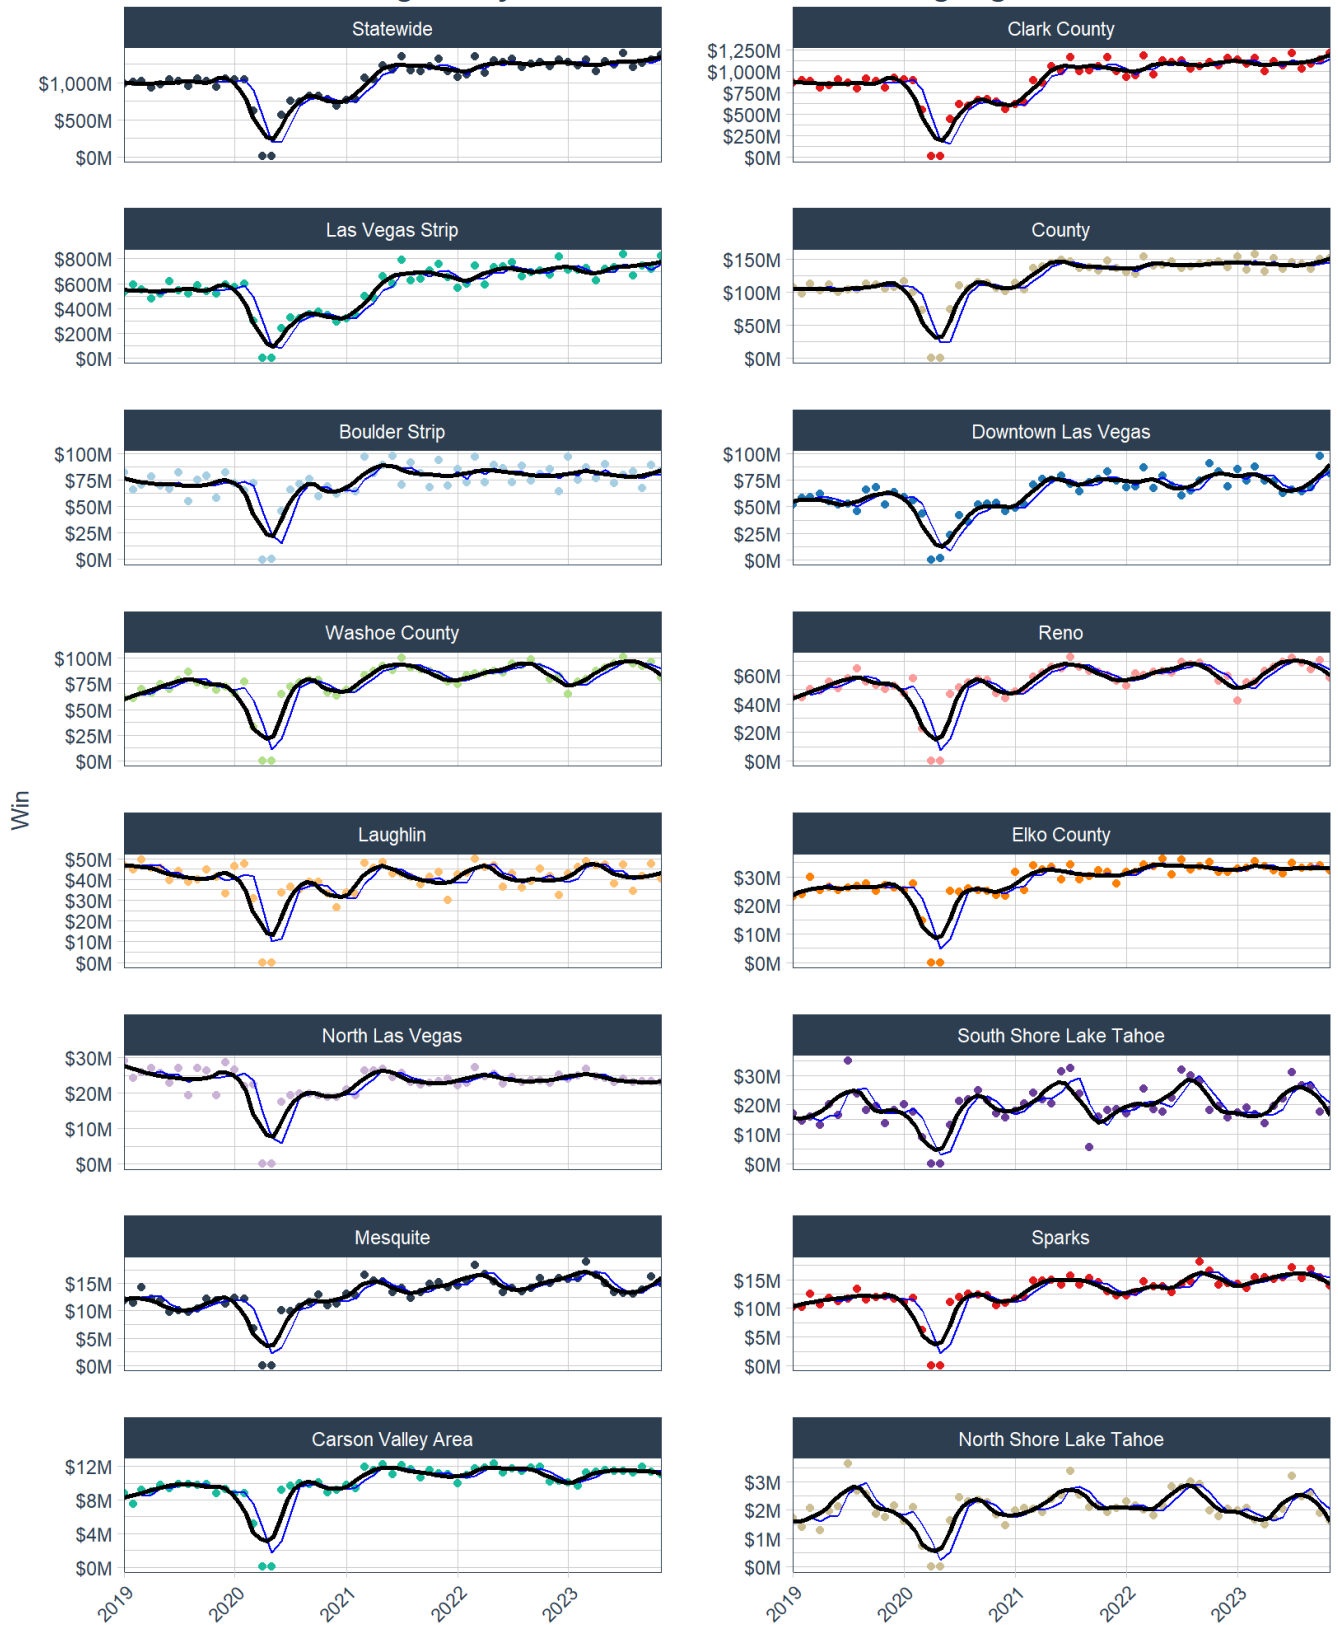 Statewide
$1,000M
$500M
$0M
Clark County
$1,250M
$1,000M
$750M
$500M
$250M
$0M
Las Vegas Strip
$800M
$600M
$400M
$200M
$0M
County
$150M
$100M
$50M
$0M
Boulder Strip
$100M
$75M
$50M
$25M
$0M
Downtown Las Vegas
$100M
$75M
$50M
$25M
$0M
Washoe County
$100M
$75M
$50M
$25M
$0M
Reno
$60M
$40M
$20M
$0M
Win
Laughlin
$50M
$40M
$30M
$20M
$10M
$0M
Elko County
$30M
$20M
$10M
$0M
North Las Vegas
$30M
$20M
$10M
$0M
South Shore Lake Tahoe
$30M
$20M
$10M
$0M
Mesquite
$15M
$10M
$5M
$0M
Sparks
$15M
$10M
$5M
$0M
Carson Valley Area
$12M
$8M
$4M
$0M
North Shore Lake Tahoe
$3M
$2M
$1M
$0M
2019 2020 2021 2022 2023
2019 2020 2021 2022 2023